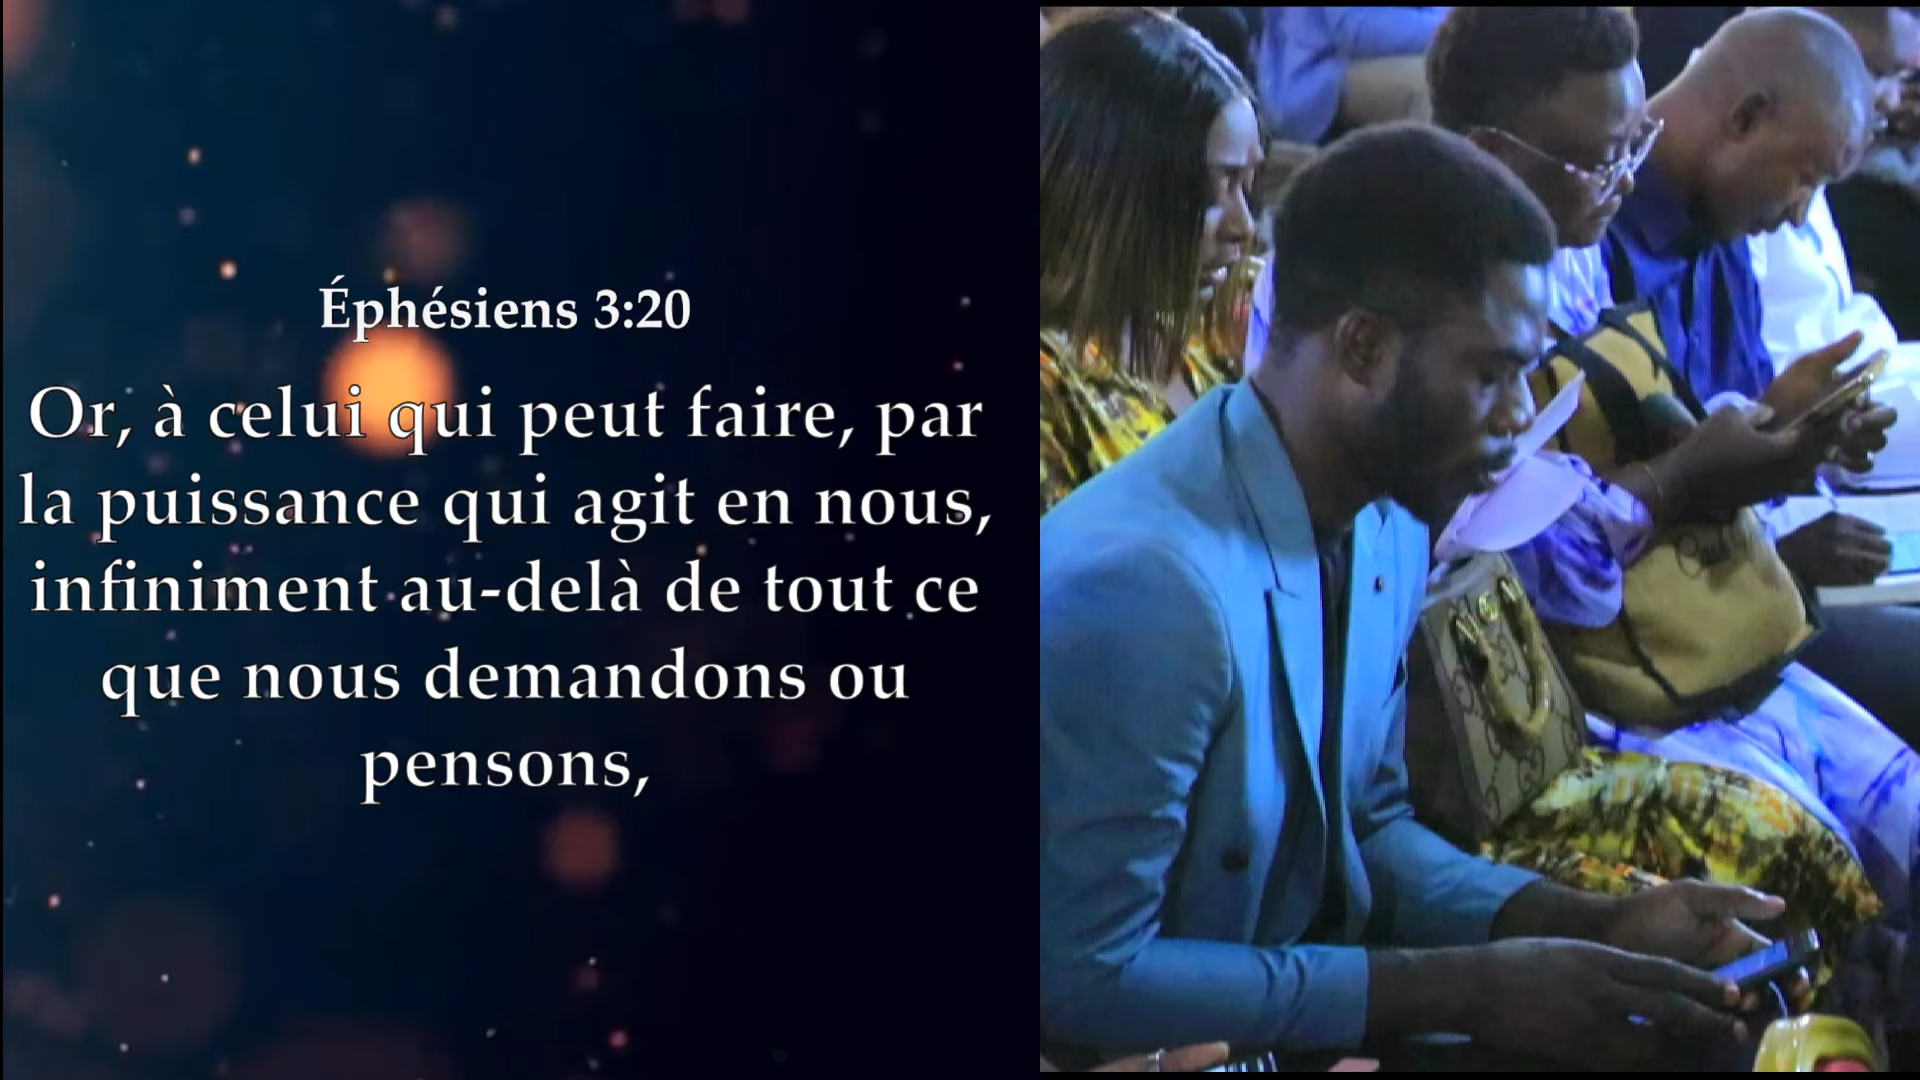 Éphésiens 3:20
Or, à celui qui peut faire, par
la puissance qui agit en nous,
infiniment au-delà de tout ce
que nous demandons ou
pensons,